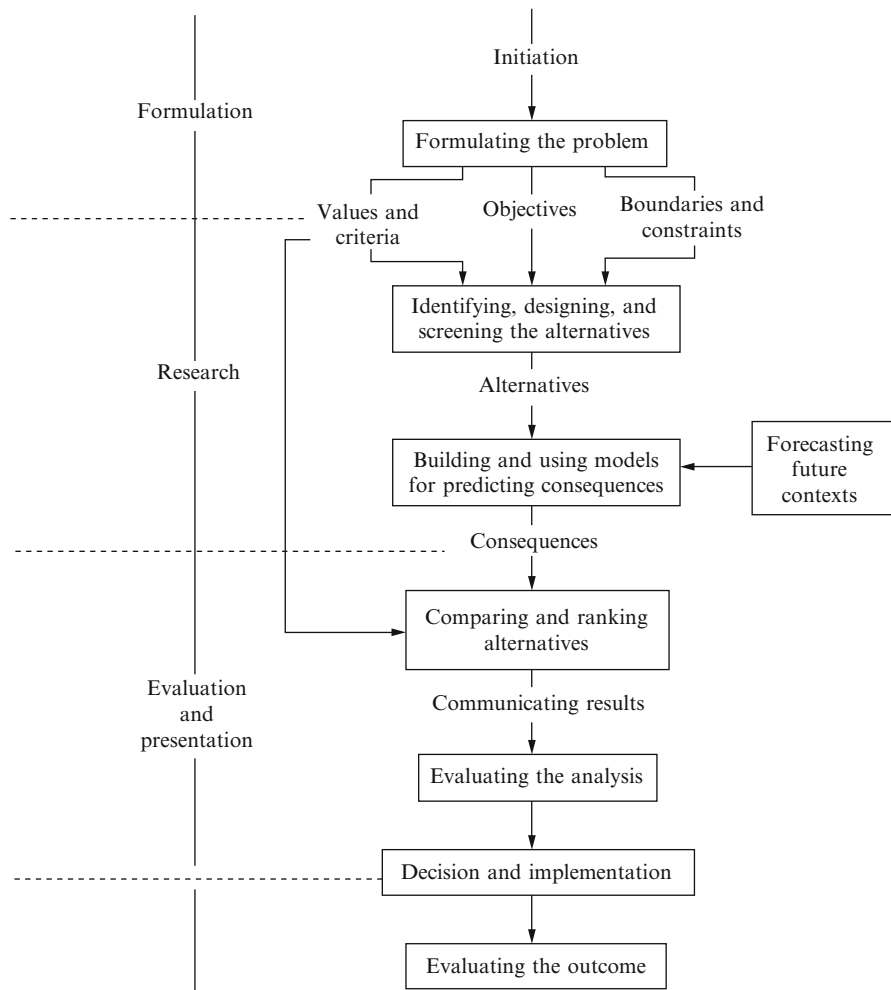 Initiation
Formulation
Formulating the problem
Values and
criteria
Objectives
Boundaries and
constraints
Identifying, designing, and
screening the alternatives
Research
Alternatives
Building and using models
for predicting consequences
Forecasting
future
contexts
Consequences
Comparing and ranking
alternatives
Evaluation
and
presentation
Communicating results
Evaluating the analysis
Decision and implementation
Evaluating the outcome